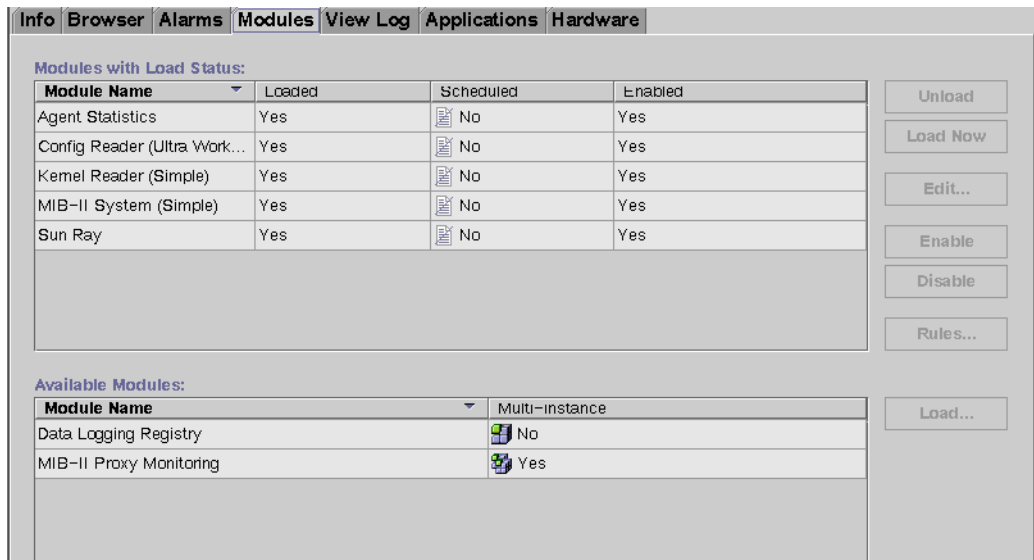 Info Browser Alarms Modules View Log Applications Hardware
Modules with Load Status:
Module Name Loaded Scheduled Enabled
Agent Statistics Yes No Yes
Config Reader (Ultra Work... Yes No Yes
Kernel Reader (Simple) Yes No Yes
MIB-II System (Simple) Yes No Yes
Sun Ray Yes No Yes
Unload
Load Now
Edit...
Enable
Disable
Rules...
Available Modules:
Module Name Multi-instance
Data Logging Registry No
MIB-II Proxy Monitoring Yes
Load...